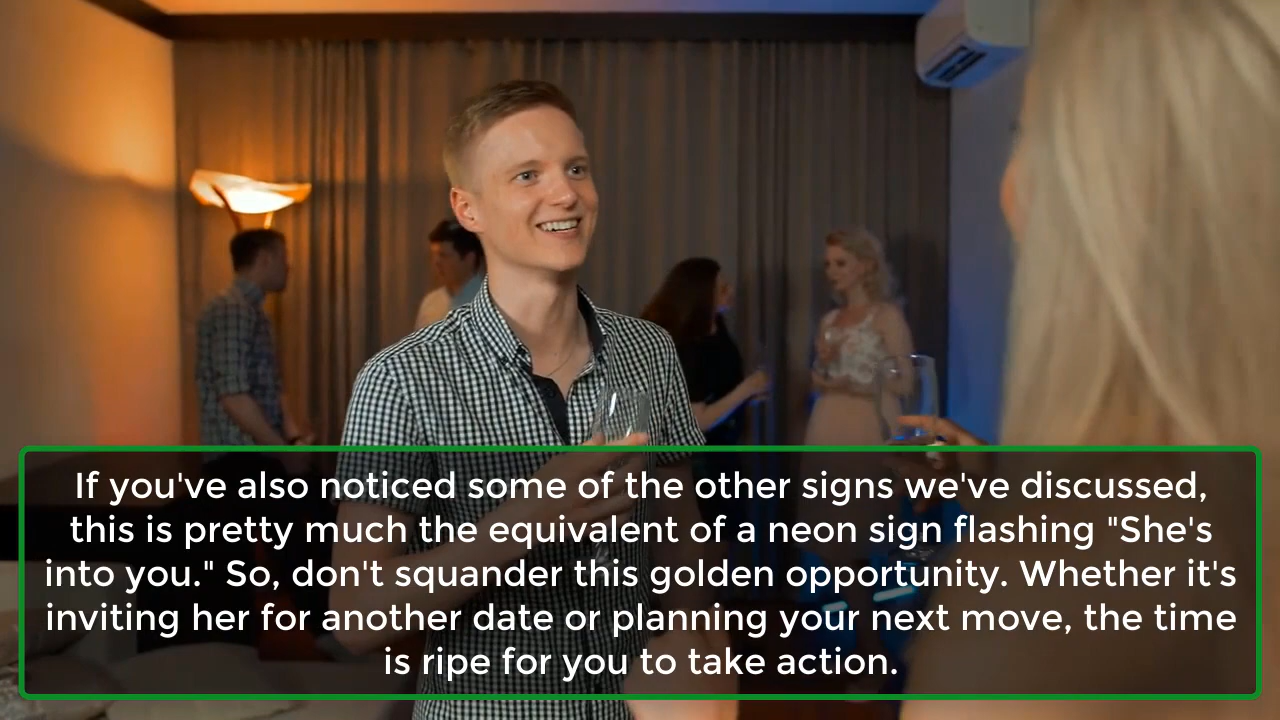 If you've also noticed some of the other signs we've discussed,
this is pretty much the equivalent of a neon sign flashing "She's
into you." So, don't squander this golden opportunity. Whether it's
inviting her for another date or planning your next move, the time
is ripe for you to take action.